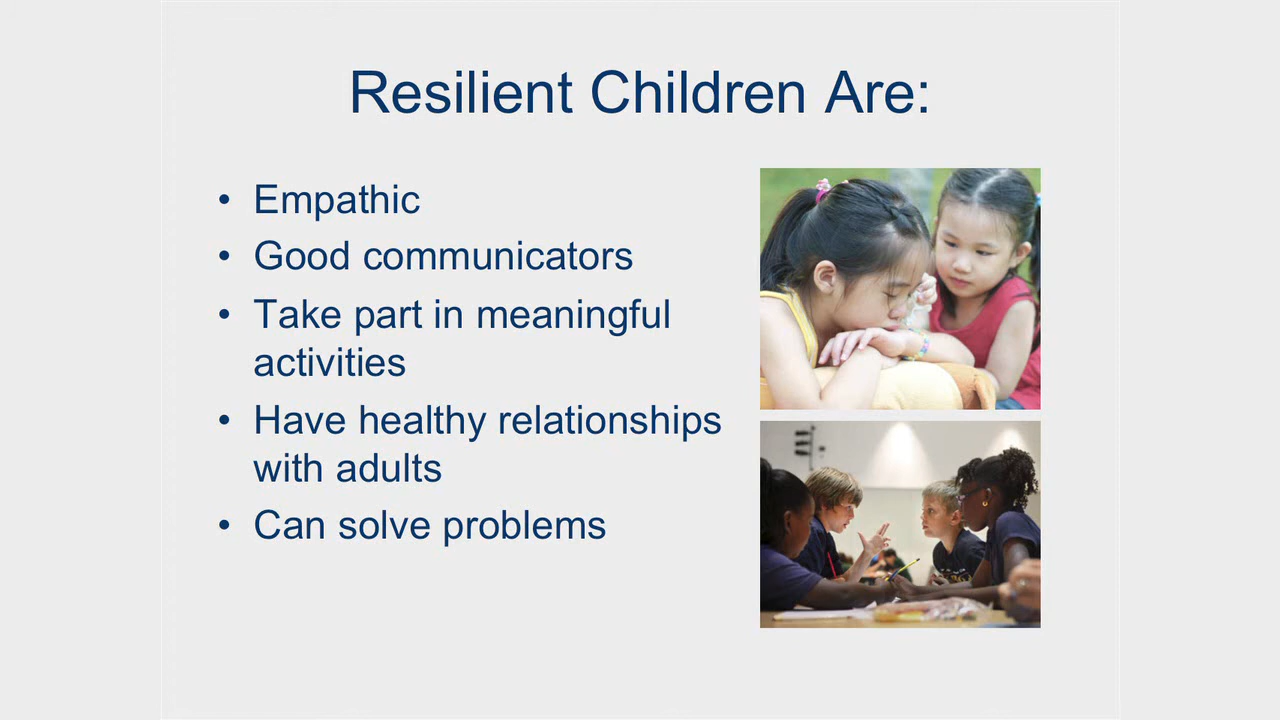 Resilient Children Are:
• Empathic
• Good communicators
• Take part in meaningful
activities
• Have healthy relationships
with adults
• Can solve problems